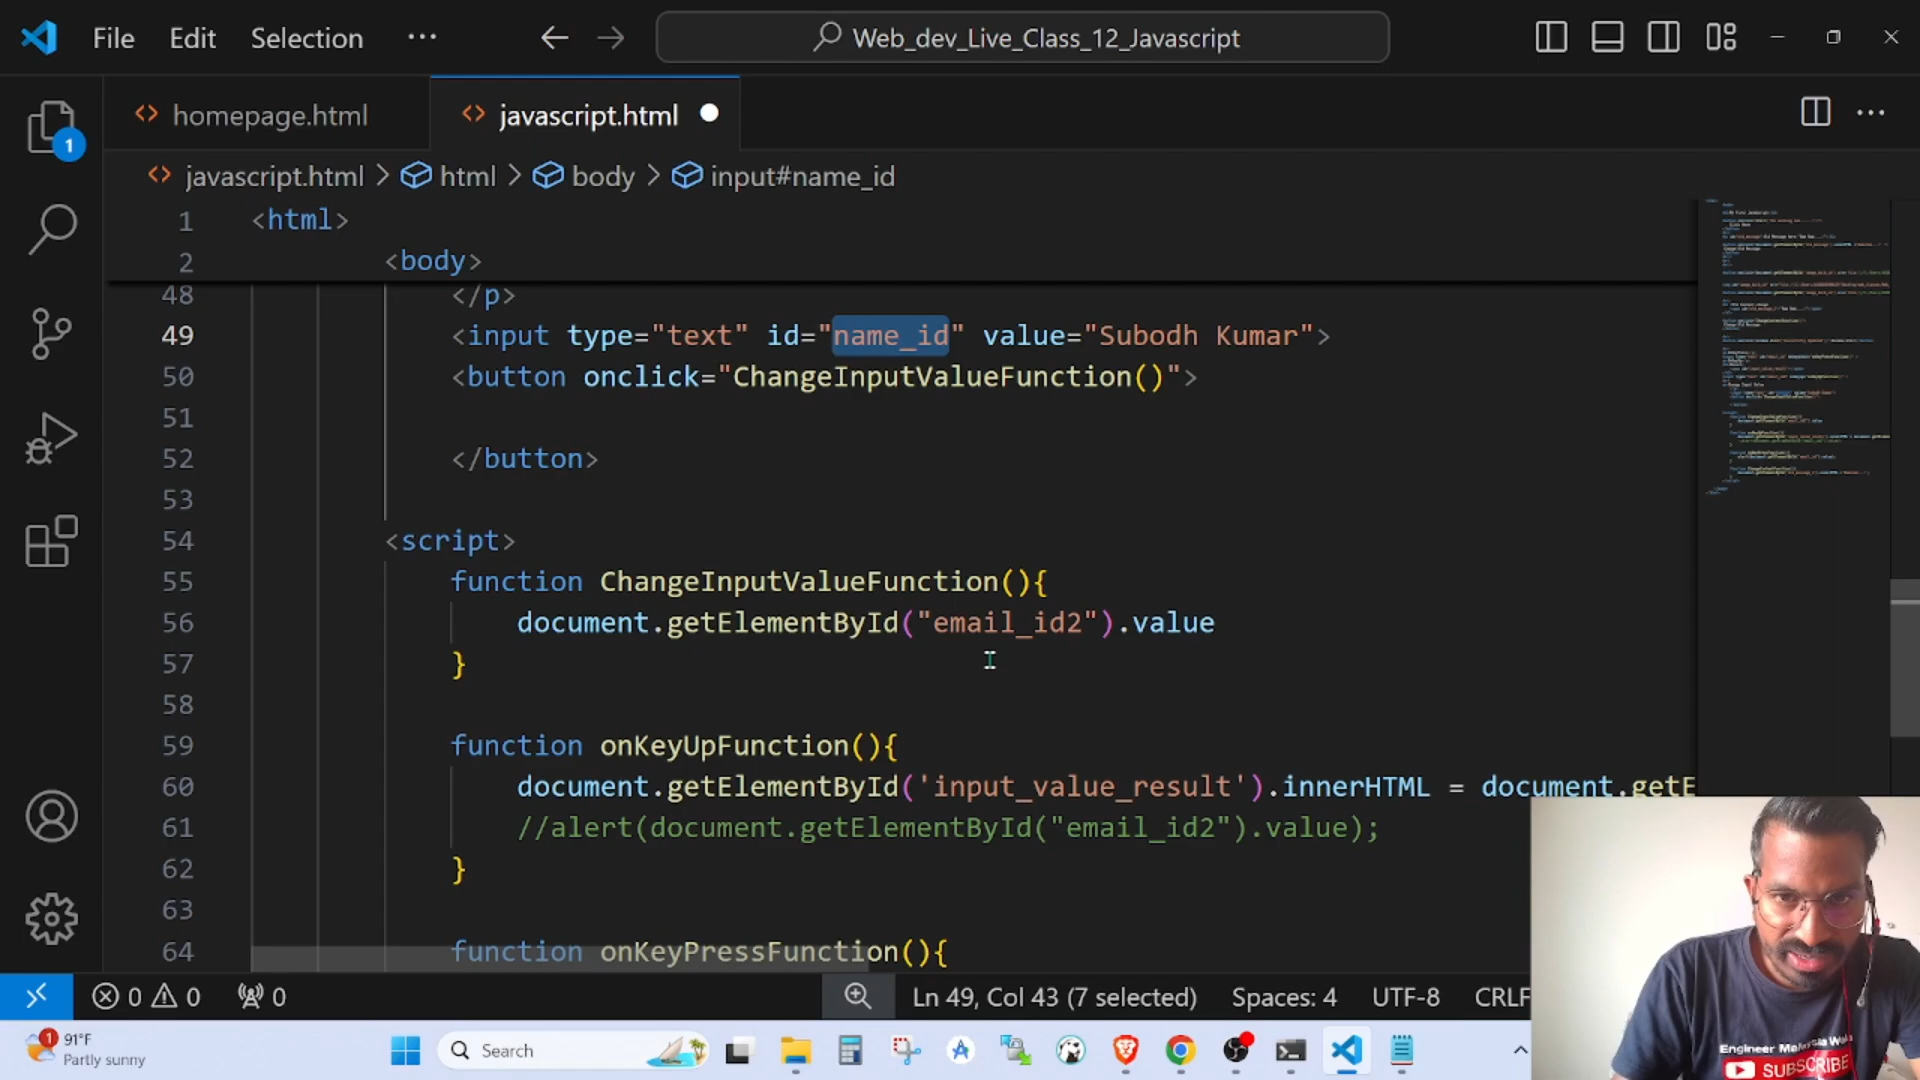 File Edit Selection ··· Web_dev_Live_Class_12_Javascript
homepage.html javascript.html
1
javascript.html > html > body > input#name_id
1 <html>
2 <body>
48 </p>
49 <input type="text" id="name_id" value="Subodh Kumar">
50 <button onclick="ChangeInputValueFunction()">
51
52 </button>
53
54 <script>
55 function ChangeInputValueFunction(){
56 document.getElementById("email_id2").value
57 }
58
59 function onKeyUpFunction(){
60 document.getElementById('input_value_result').innerHTML = document.getE
61 //alert(document.getElementById("email_id2").value);
62 }
63
64 function onKeyPressFunction(){
0 0 0 Ln 49, Col 43 (7 selected) Spaces: 4 UTF-8 CRLF
Engineer Malaysia
SUBSCRIBE
1 91°F
Partly sunny
Search